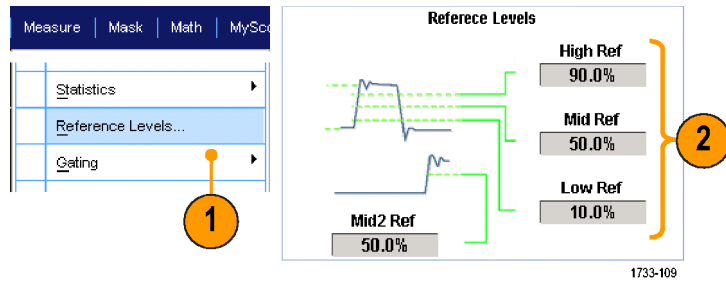 Measure | Mask | Math | MySco
Statistics
Reference Levels...
Gating
1
Referece Levels
High Ref
90.0%
Mid Ref
50.0%
Low Ref
10.0%
Mid2 Ref
50.0%
2
1733-109